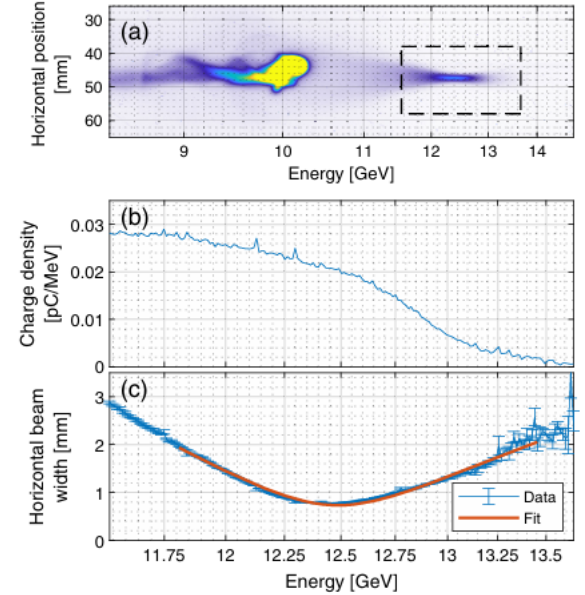 (a)
Horizontal position
[mm]
30
40
50
60
9
10
11
12
13
14
Energy [GeV]
(b)
Charge density
[pC/MeV]
0.03
0.02
0.01
0
(c)
Horizontal beam
width [mm]
3
2
1
0
Data
Fit
11.75
12
12.25
12.5
12.75
13
13.25
13.5
Energy [GeV]